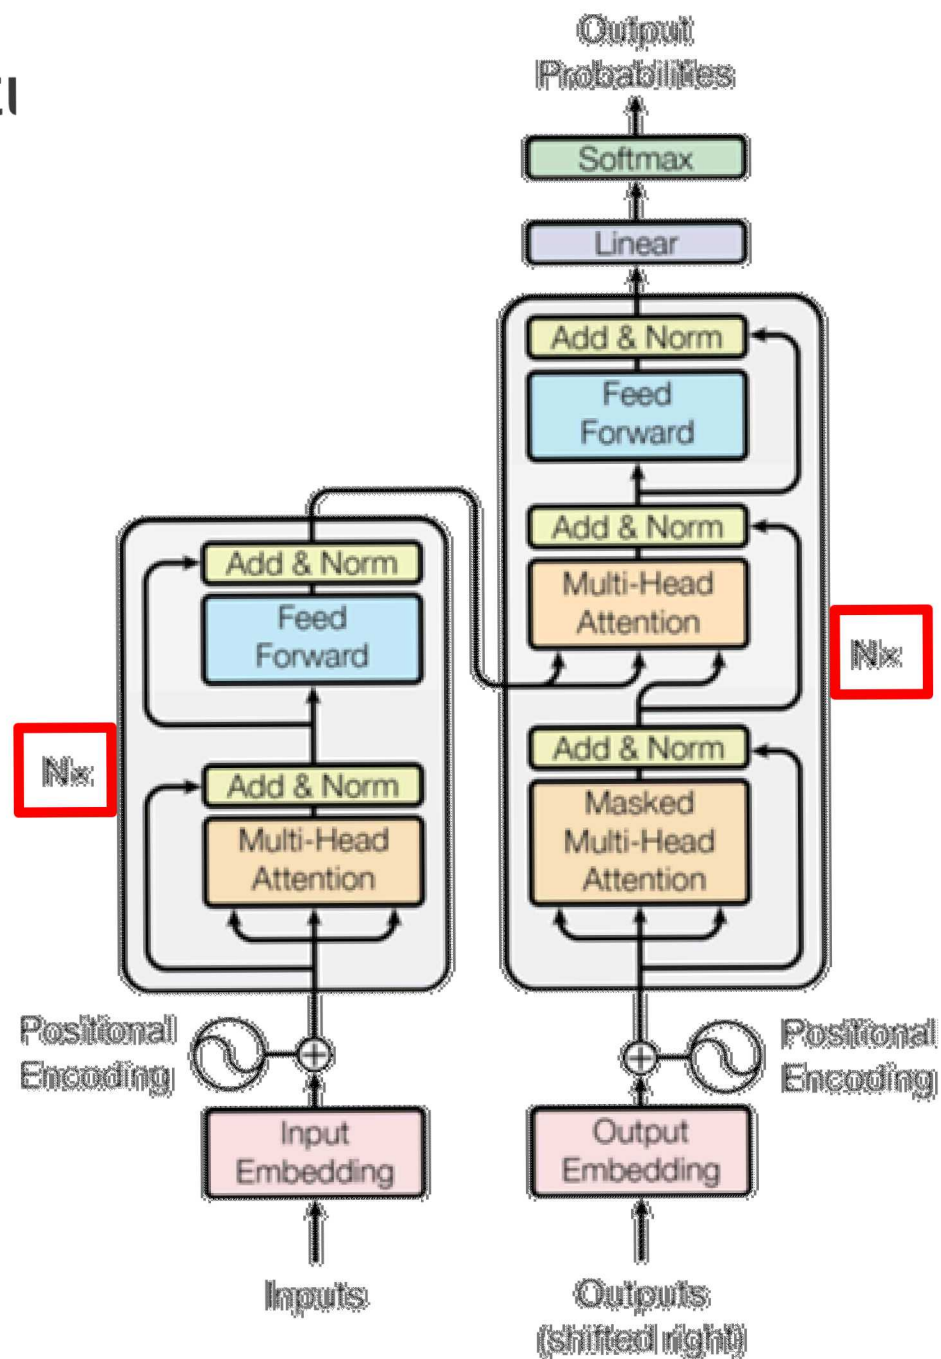 Output
Probabilities
Softmax
Linear
Add & Norm
Feed
Forward
Add & Norm
Multi-Head
Attention
Nx
Add & Norm
Masked
Multi-Head
Attention
Add & Norm
Feed
Forward
Nx
Add & Norm
Multi-Head
Attention
Positional
Encoding
Positional
Encoding
Input
Embedding
Output
Embedding
Inputs
Outputs
(shifted right)